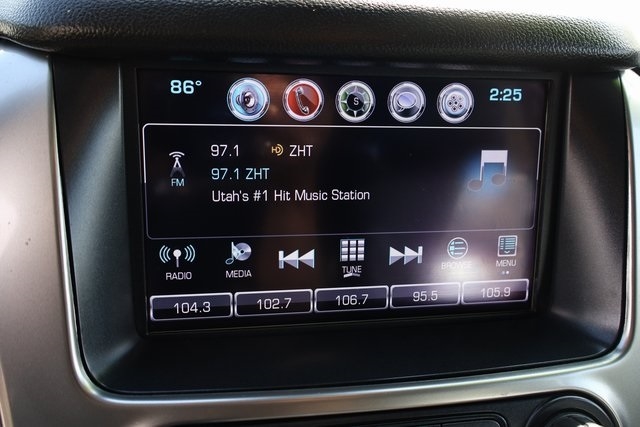 86° 2:25
S
97.1 HD ZHT
97.1 ZHT
FM
Utah's #1 Hit Music Station
RADIO MEDIA TUNE BROWSE MENU
104.3 102.7 106.7 95.5 105.9